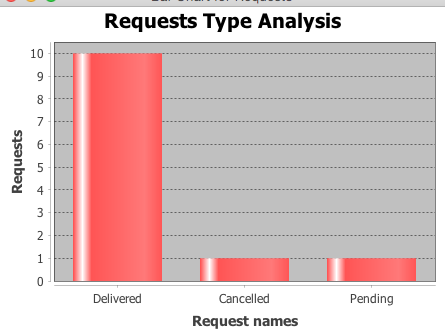 Requests Type Analysis
10
9
8
7
6
5
4
3
2
1
0
Requests
Delivered Cancelled Pending
Request names